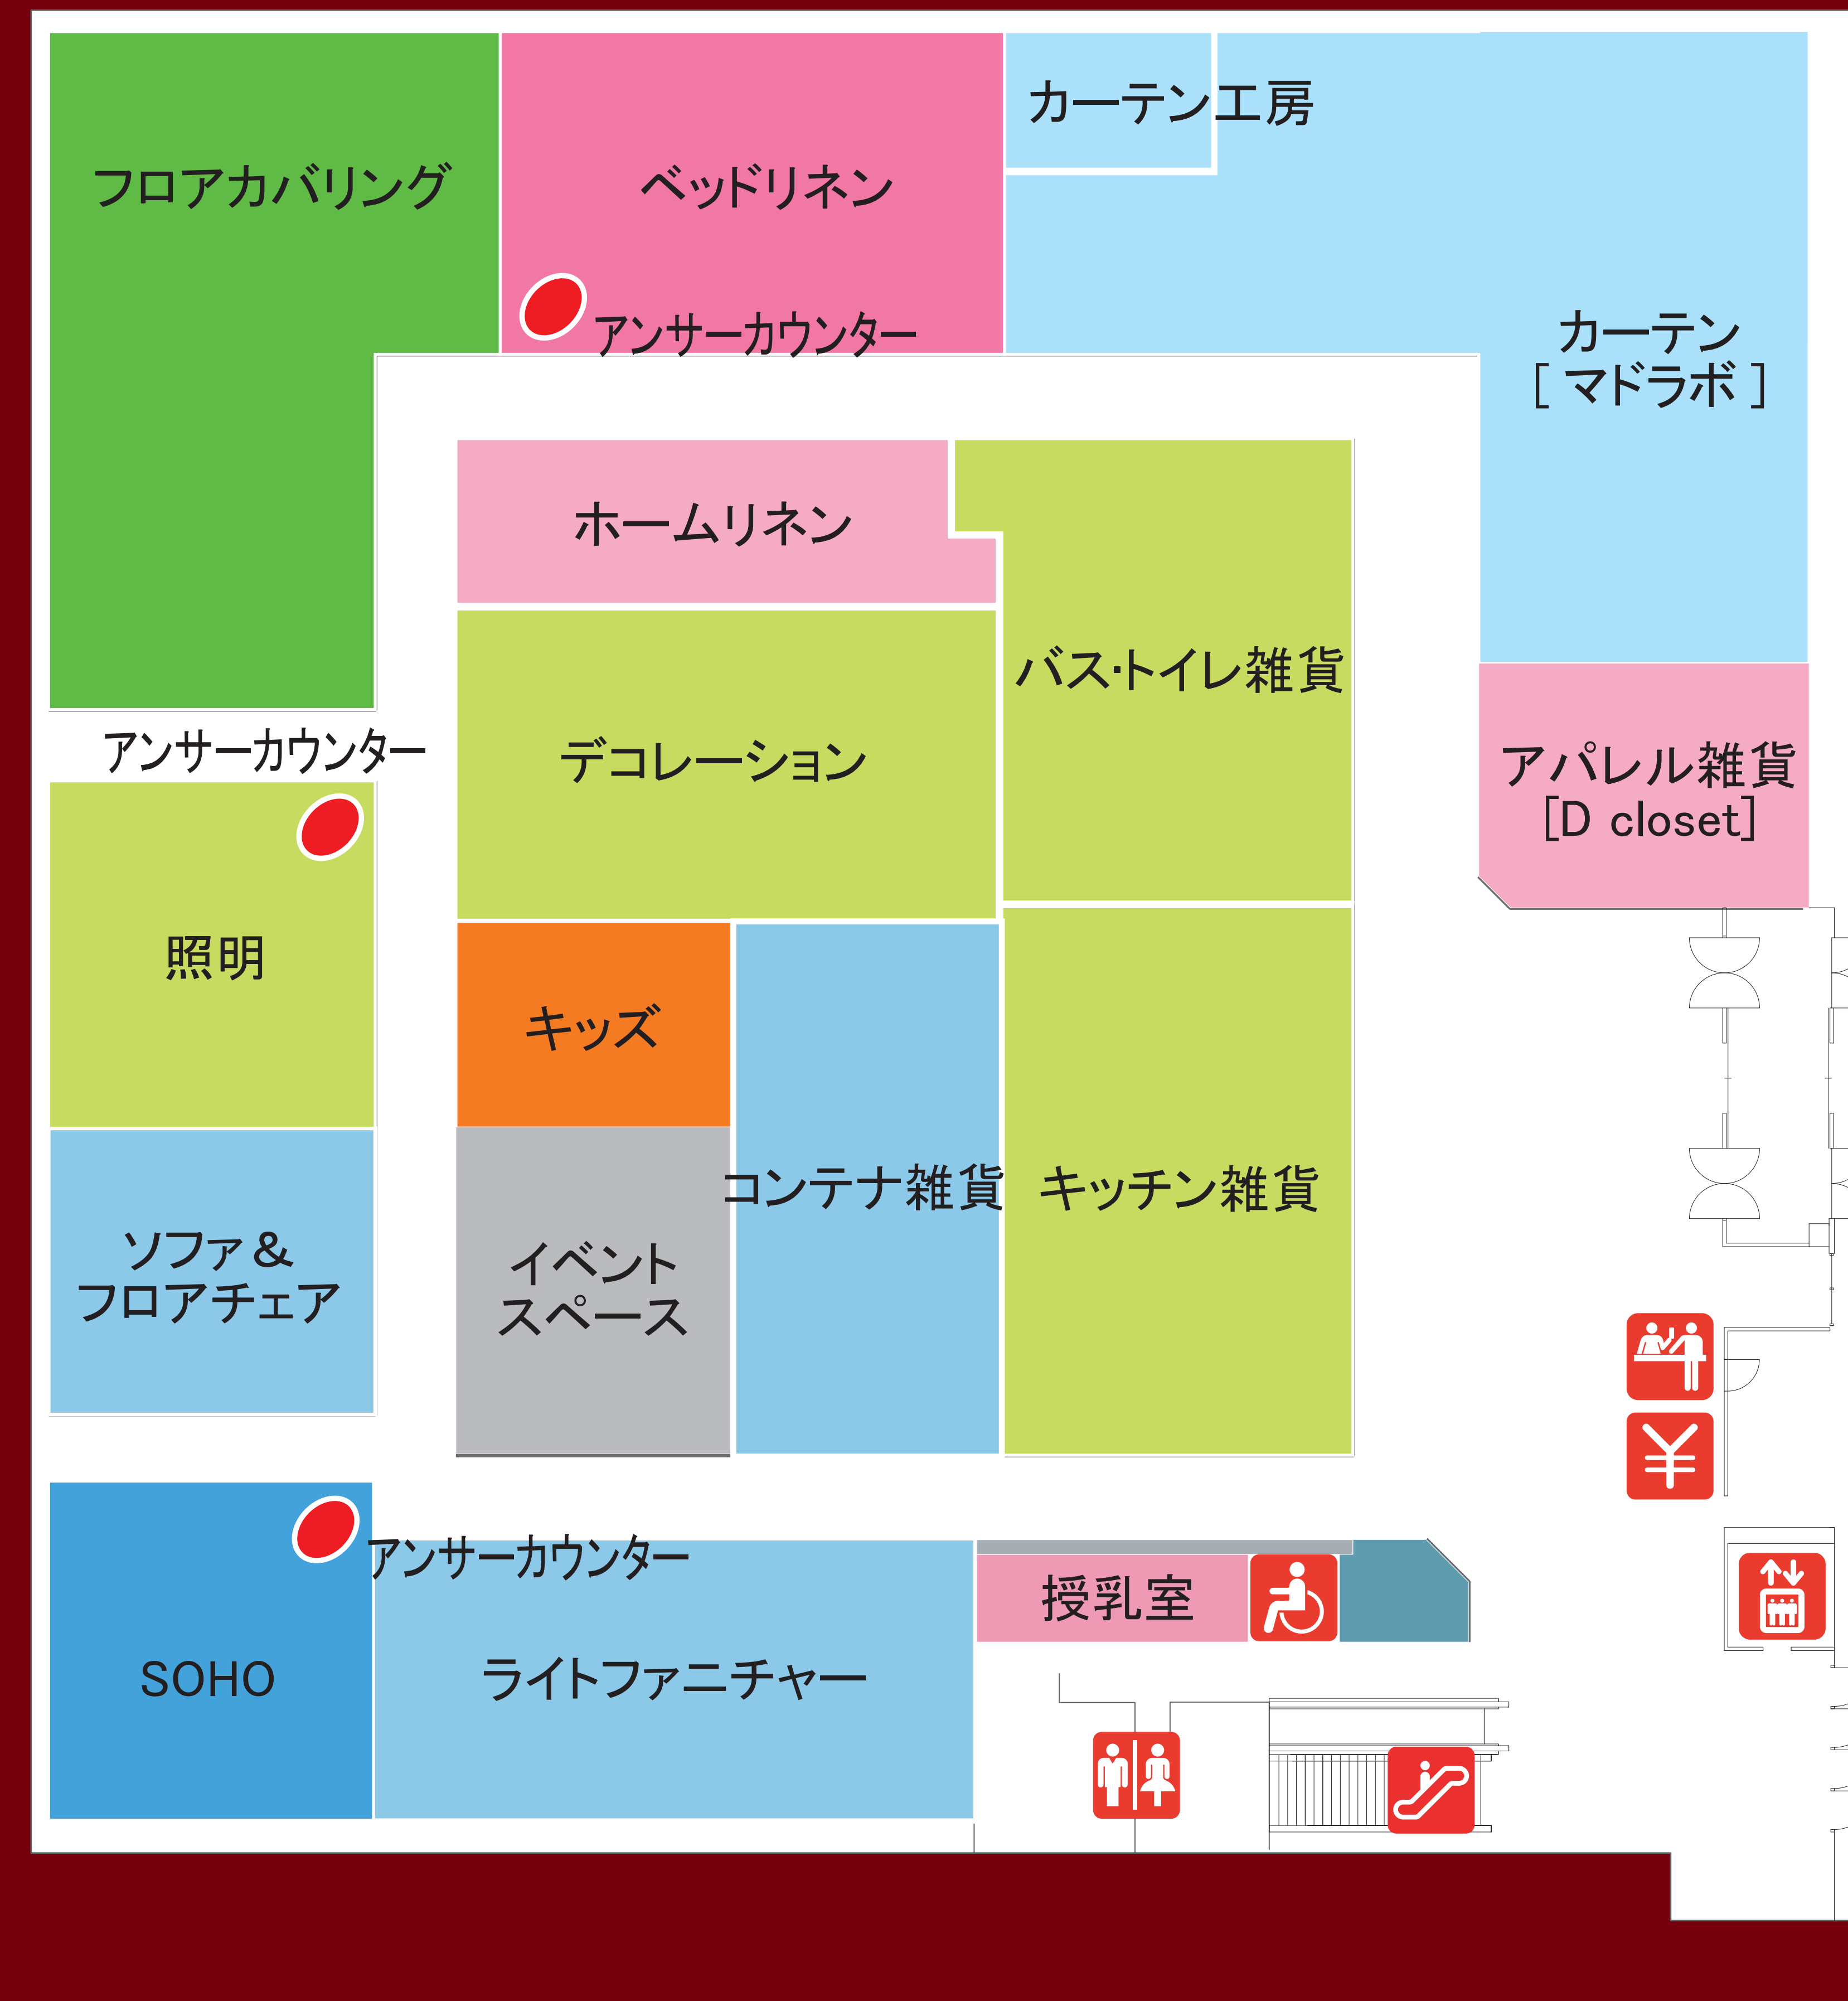 カーテン工房
フロアカバリング
ベッドリネン
アンサーカウンター
カーテン
[マドラボ]
ホームリネン
バス・トイレ雑貨
デコレーション
アンサーカウンター
アパレル雑貨
[D closet]
照明
キッズ
コンテナ雑貨
キッチン雑貨
ソファ&
フロアチェア
イベント
スペース
¥
アンサーカウンター
授乳室
SOHO
ライトファニチャー